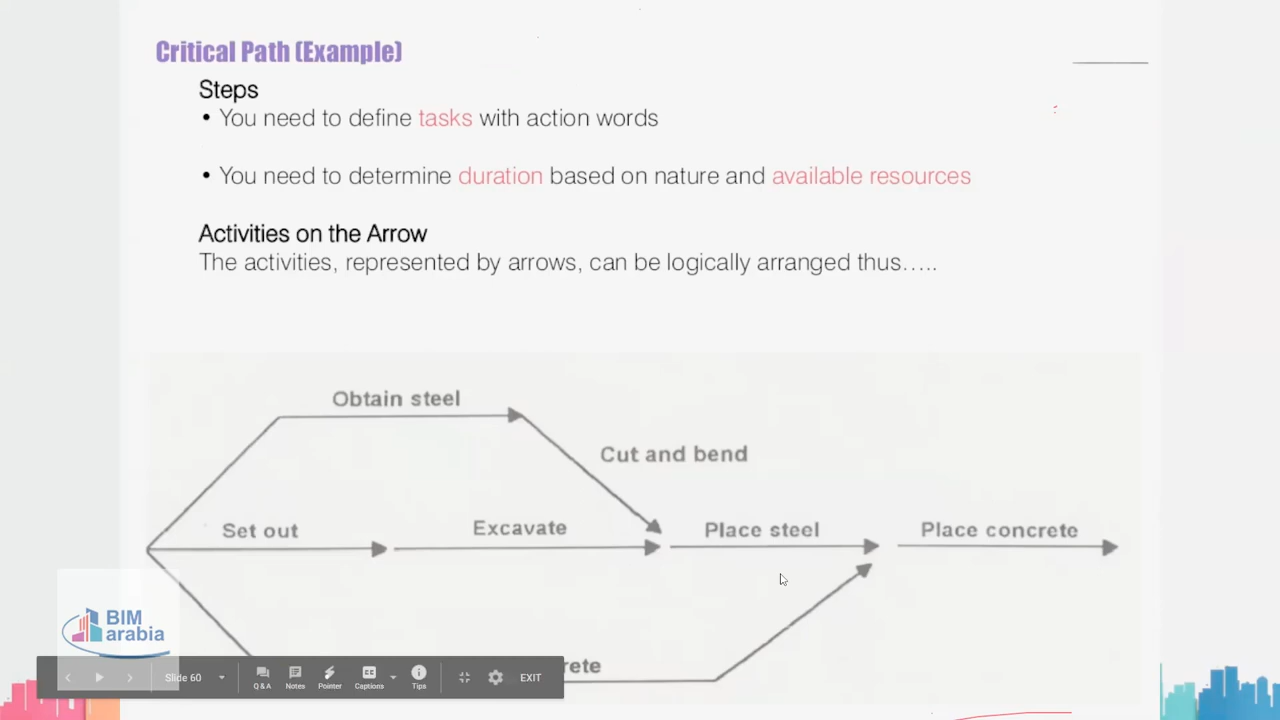 Critical Path (Example)
Steps
• You need to define tasks with action words
• You need to determine duration based on nature and available resources
Activities on the Arrow
The activities, represented by arrows, can be logically arranged thus…..
Obtain steel
Cut and bend
Set out
Excavate
Place steel
Place concrete
BIM
arabia
rete
Slide 60
Q & A
Notes
Pointer
Captions
Tips
EXIT